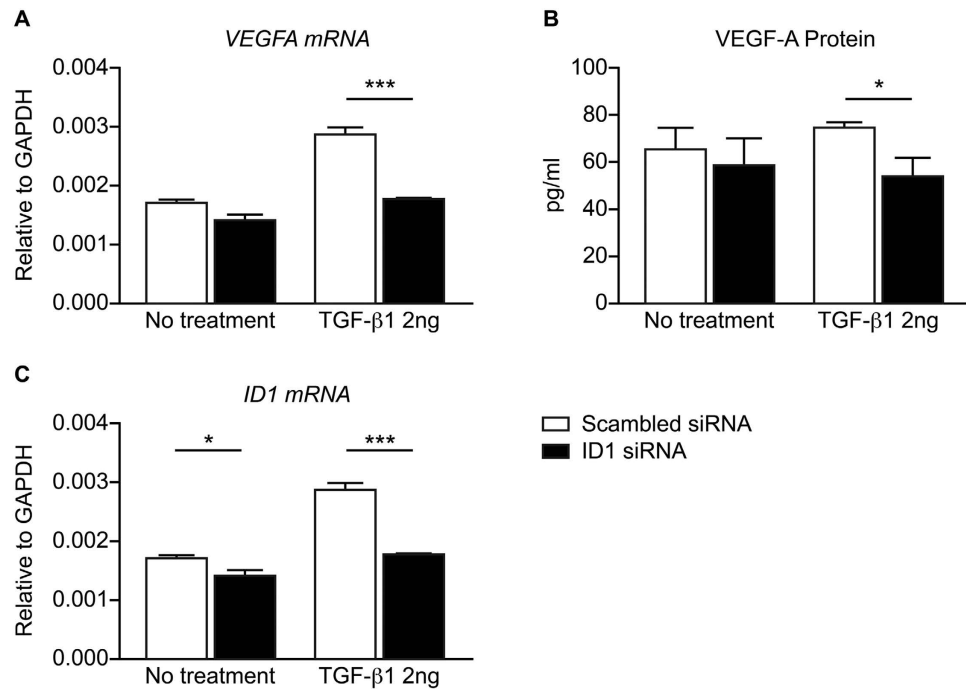 A
VEGFA mRNA
0.004
0.003
0.002
0.001
0.000
Relative to GAPDH
***
No treatment
TGF-β1 2ng
B
VEGF-A Protein
100
80
60
40
20
0
pg/ml
*
No treatment
TGF-β1 2ng
C
ID1 mRNA
0.004
0.003
0.002
0.001
0.000
Relative to GAPDH
*
***
No treatment
TGF-β1 2ng
Scambled siRNA
ID1 siRNA